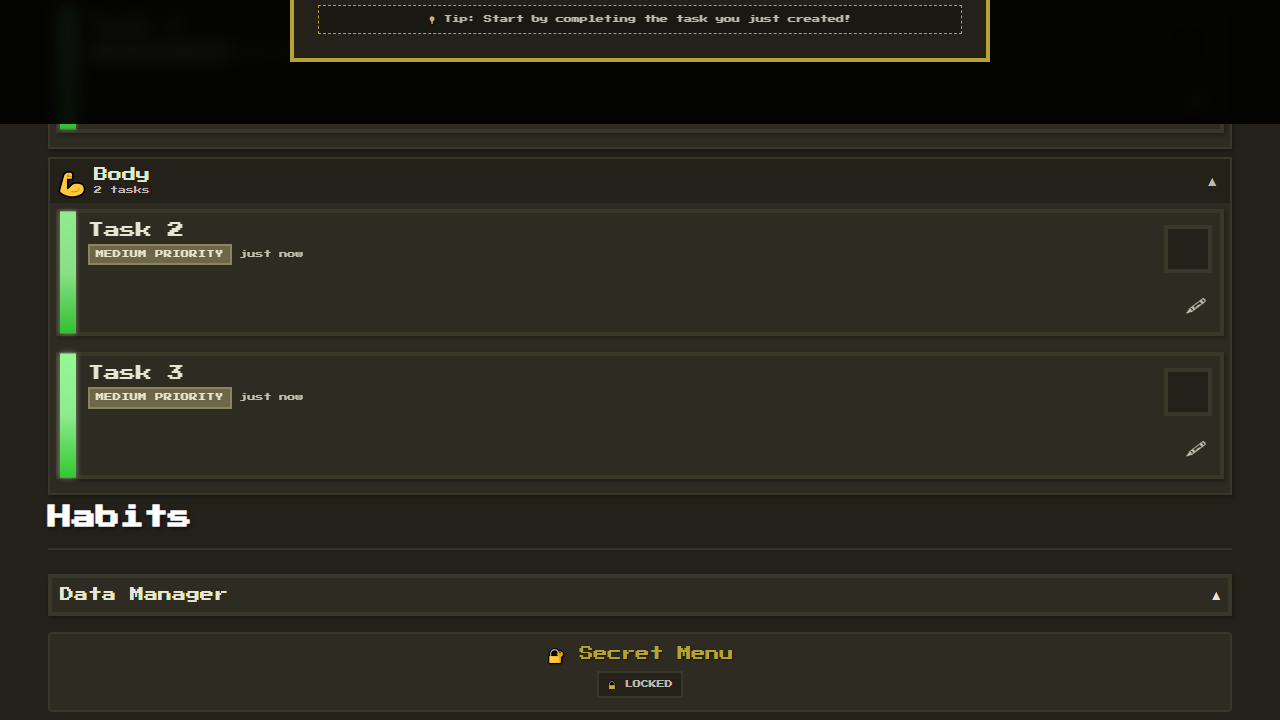 Tip: Start by completing the task you just created!
Body
2 tasks
Task 2
MEDIUM PRIORITY just now
Task 3
MEDIUM PRIORITY just now
Habits
Data Manager
Secret Menu
LOCKED